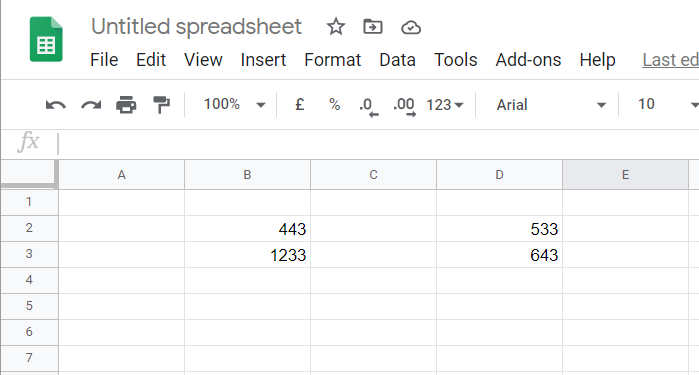 Untitled spreadsheet
File Edit View Insert Format Data Tools Add-ons Help Last ed
100% £ % .0 .00 123 Arial 10
fx
A B C D E
1
2 443 533
3 1233 643
4
5
6
7